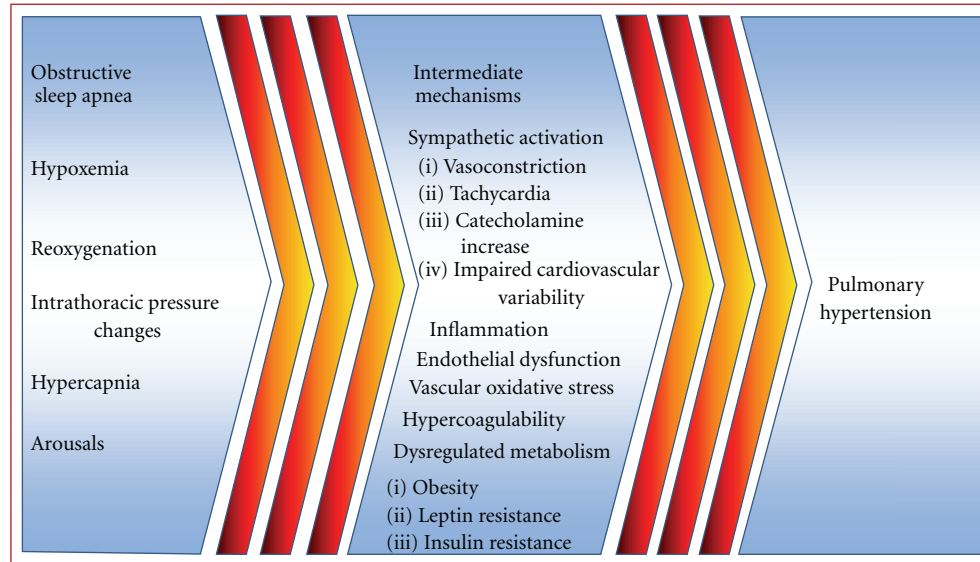 Obstructive
sleep apnea
Hypoxemia
Reoxygenation
Intrathoracic pressure
changes
Hypercapnia
Arousals
Intermediate
mechanisms
Sympathetic activation
(i) Vasoconstriction
(ii) Tachycardia
(iii) Catecholamine
increase
(iv) Impaired cardiovascular
variability
Inflammation
Endothelial dysfunction
Vascular oxidative stress
Hypercoagulability
Dysregulated metabolism
(i) Obesity
(ii) Leptin resistance
(iii) Insulin resistance
Pulmonary
hypertension